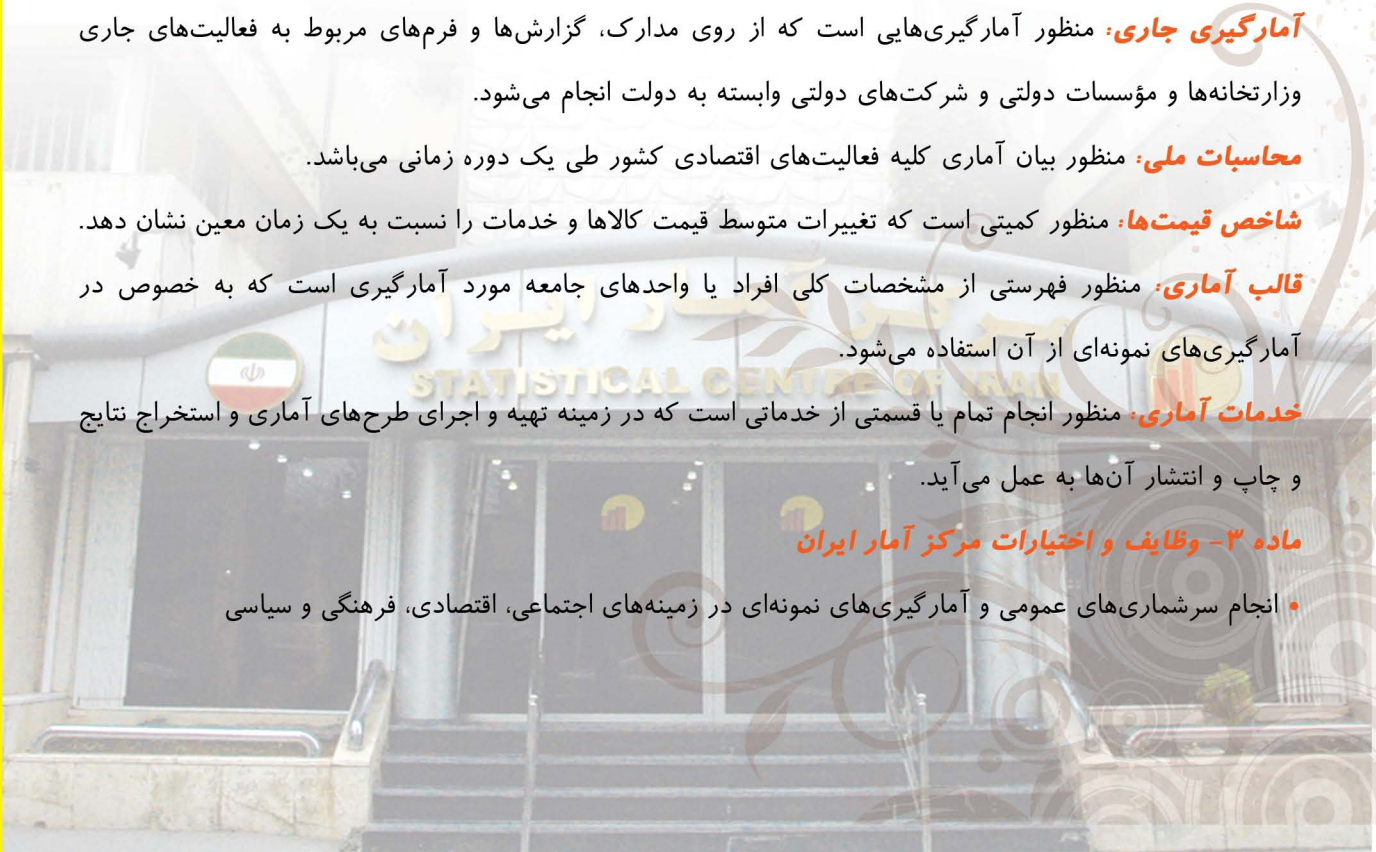 آمارگیری جاری: منظور آمارگیری‌هایی است که از روی مدارک، گزارش‌ها و فرم‌های مربوط به فعالیت‌های جاری
وزارتخانه‌ها و مؤسسات دولتی و شرکت‌های دولتی وابسته به دولت انجام می‌شود.
محاسبات ملی: منظور بیان آماری کلیه فعالیت‌های اقتصادی کشور طی یک دوره زمانی می‌باشد.
شاخص قیمت‌ها: منظور کمیتی است که تغییرات متوسط قیمت کالاها و خدمات را نسبت به یک زمان معین نشان دهد.
قالب آماری: منظور فهرستی از مشخصات کلی افراد یا واحدهای جامعه مورد آمارگیری است که به خصوص در
مرکز آمار ایران
آمارگیری‌های نمونه‌ای از آن استفاده می‌شود.
STATISTICAL CENTRE OF IRAN
خدمات آماری: منظور انجام تمام یا قسمتی از خدماتی است که در زمینه تهیه و اجرای طرح‌های آماری و استخراج نتایج
و چاپ و انتشار آن‌ها به عمل می‌آید.
ماده ۳- وظایف و اختیارات مرکز آمار ایران
• انجام سرشماری‌های عمومی و آمارگیری‌های نمونه‌ای در زمینه‌های اجتماعی، اقتصادی، فرهنگی و سیاسی